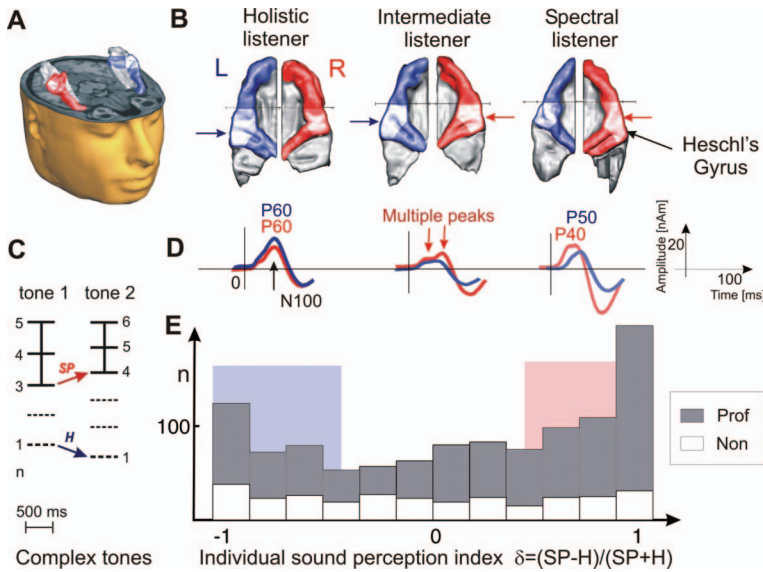 A
B
Holistic
listener
Intermediate
listener
Spectral
listener
L
R
Heschl's
Gyrus
C
tone 1
tone 2
5
4
3
1
n
6
5
4
1
SP
H
500 ms
Complex tones
D
P60
P60
0
N100
Multiple peaks
P50
P40
Amplitude [nAm]
20
100
Time [ms]
E
n
100
-1
0
1
Individual sound perception index δ=(SP-H)/(SP+H)
Prof
Non